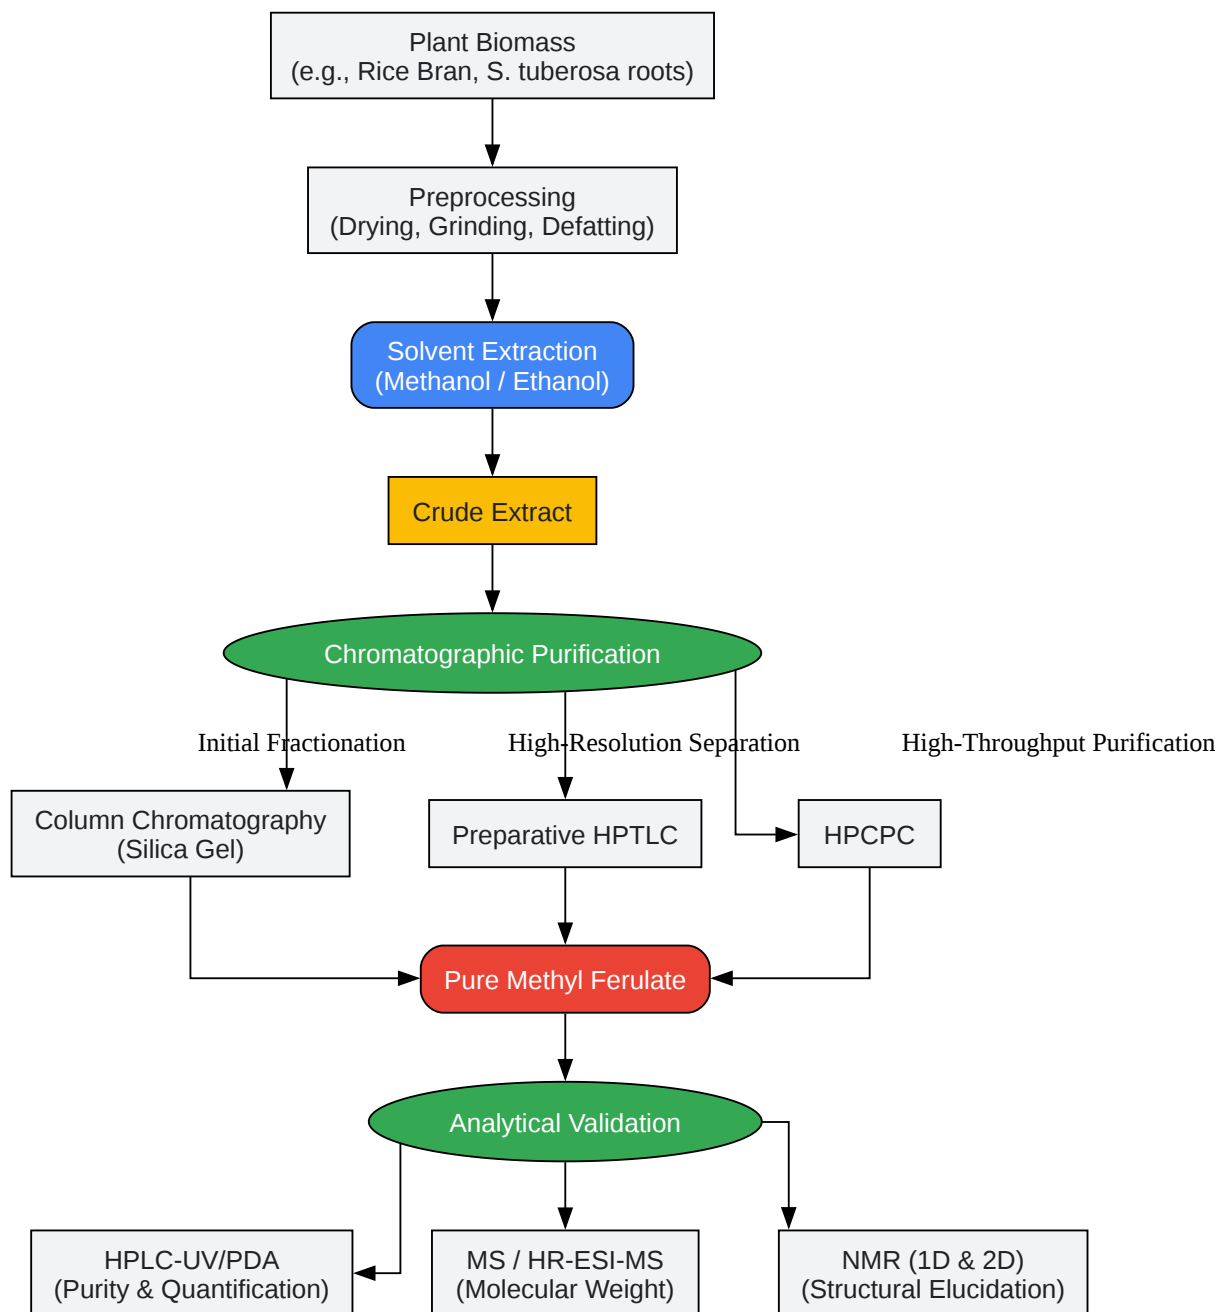 Plant Biomass
(e.g., Rice Bran, S. tuberosa roots)
Preprocessing
(Drying, Grinding, Defatting)
Solvent Extraction
(Methanol / Ethanol)
Crude Extract
Chromatographic Purification
Initial Fractionation
High-Resolution Separation
High-Throughput Purification
Column Chromatography
(Silica Gel)
Preparative HPTLC
HPCPC
Pure Methyl Ferulate
Analytical Validation
HPLC-UV/PDA
(Purity & Quantification)
MS / HR-ESI-MS
(Molecular Weight)
NMR (1D & 2D)
(Structural Elucidation)